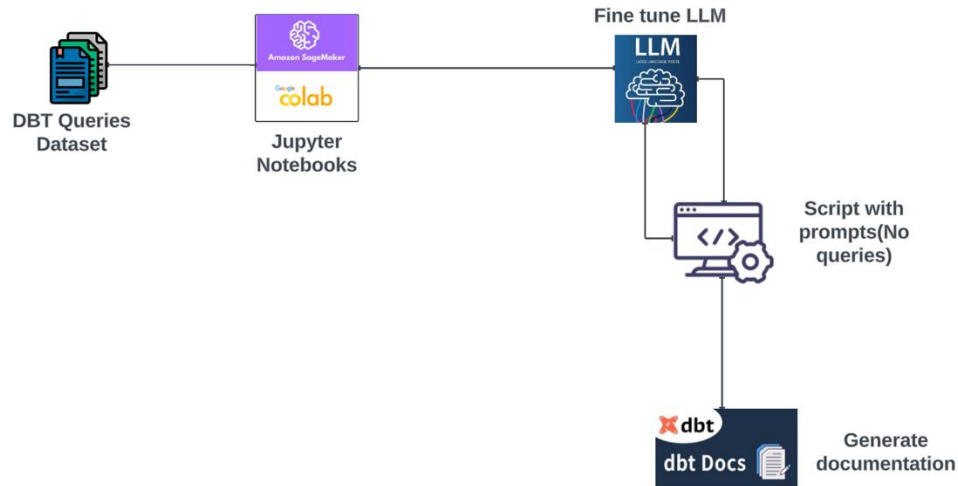 Fine tune LLM
LLM
Amazon SageMaker
Google
colab
DBT Queries
Dataset
Jupyter
Notebooks
Script with
prompts(No
queries)
dbt
dbt Docs
Generate
documentation